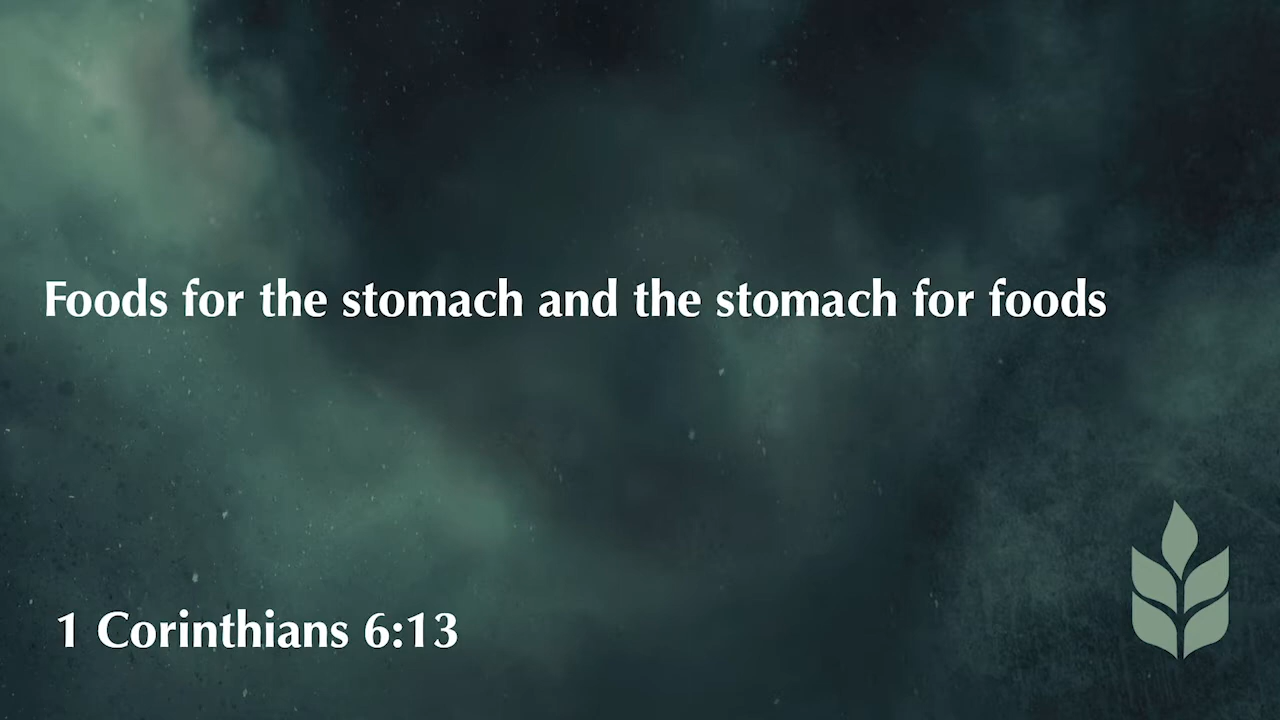 Foods for the stomach and the stomach for foods
1 Corinthians 6:13